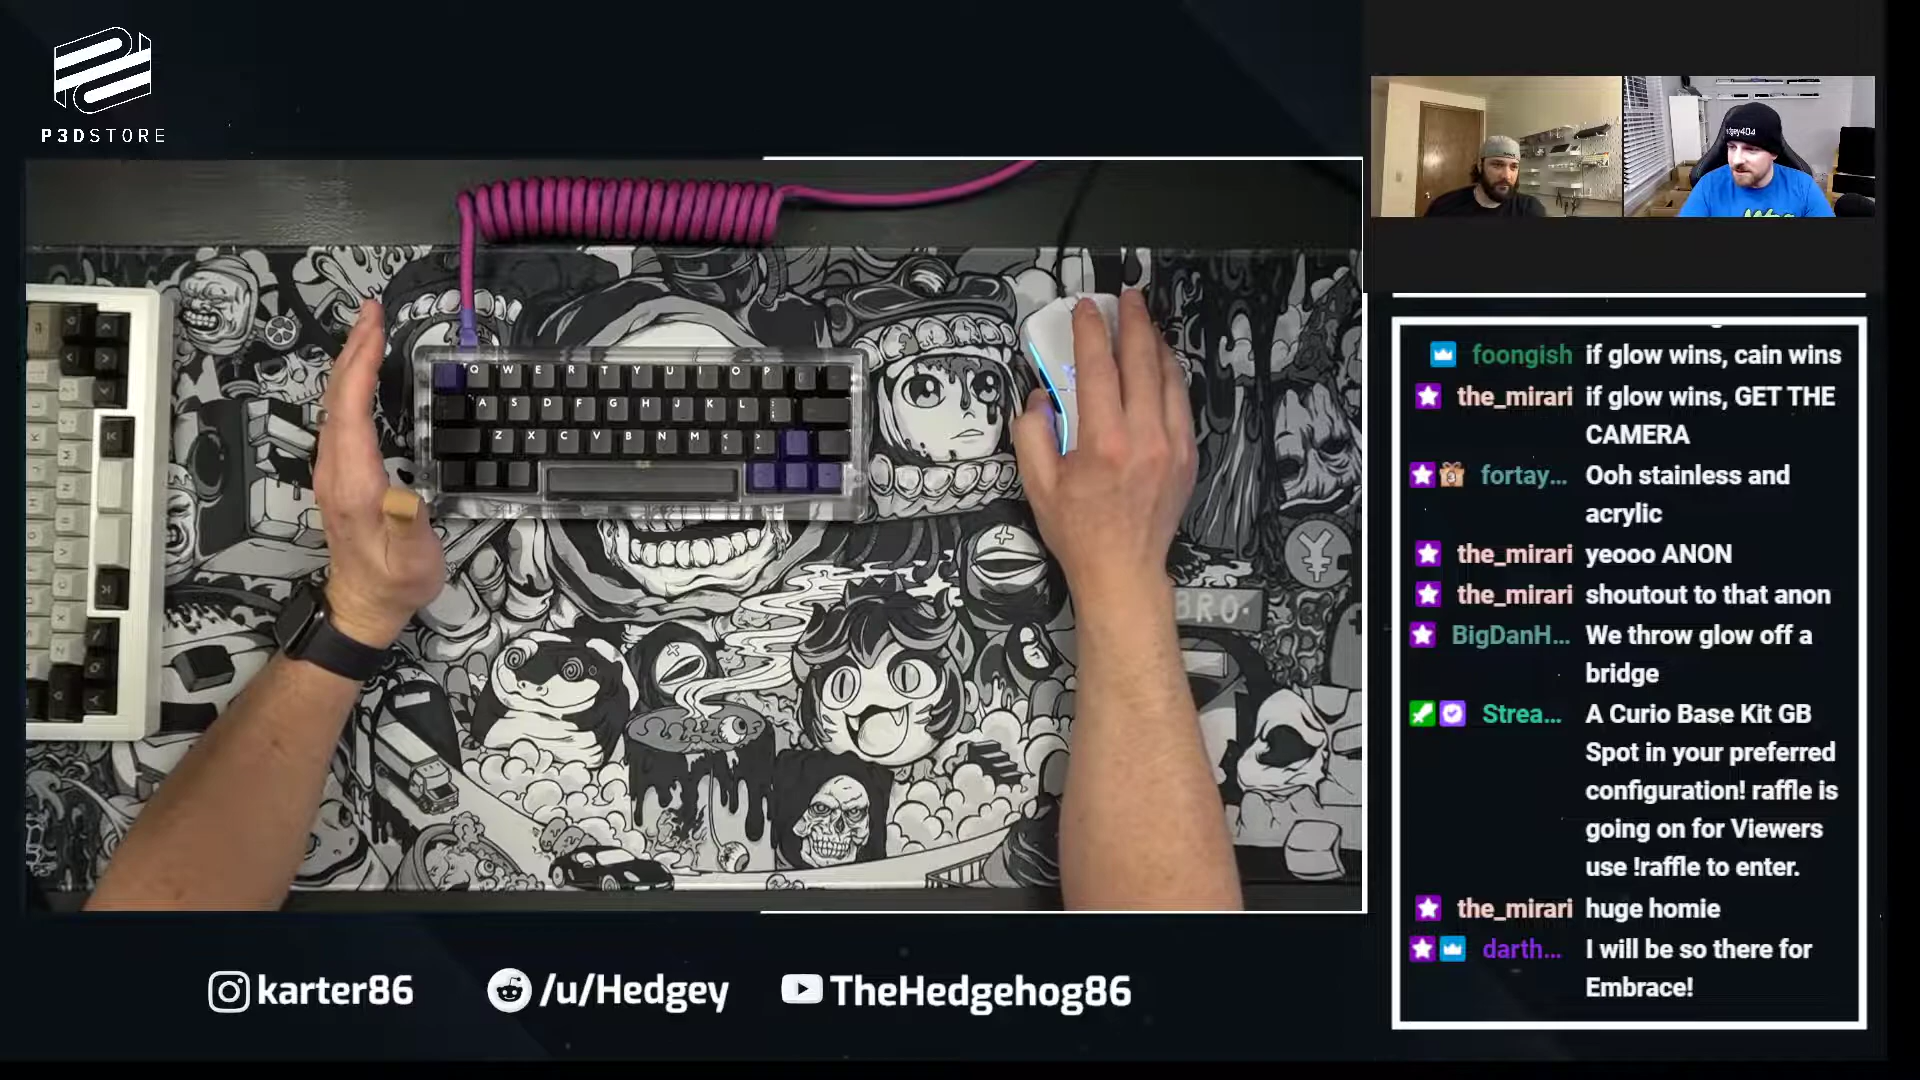 P3DSTORE
hedgey404
Q W E R T Y U I O P
A S D F G H J K L ;
Z X C V B N M < >
BRO.
¥
foongish if glow wins, cain wins
the_mirari if glow wins, GET THE
CAMERA
fortay... Ooh stainless and
acrylic
the_mirari yeooo ANON
the_mirari shoutout to that anon
BigDanH... We throw glow off a
bridge
Strea... A Curio Base Kit GB
Spot in your preferred
configuration! raffle is
going on for Viewers
use !raffle to enter.
the_mirari huge homie
darth... I will be so there for
Embrace!
karter86 /u/Hedgey TheHedgehog86